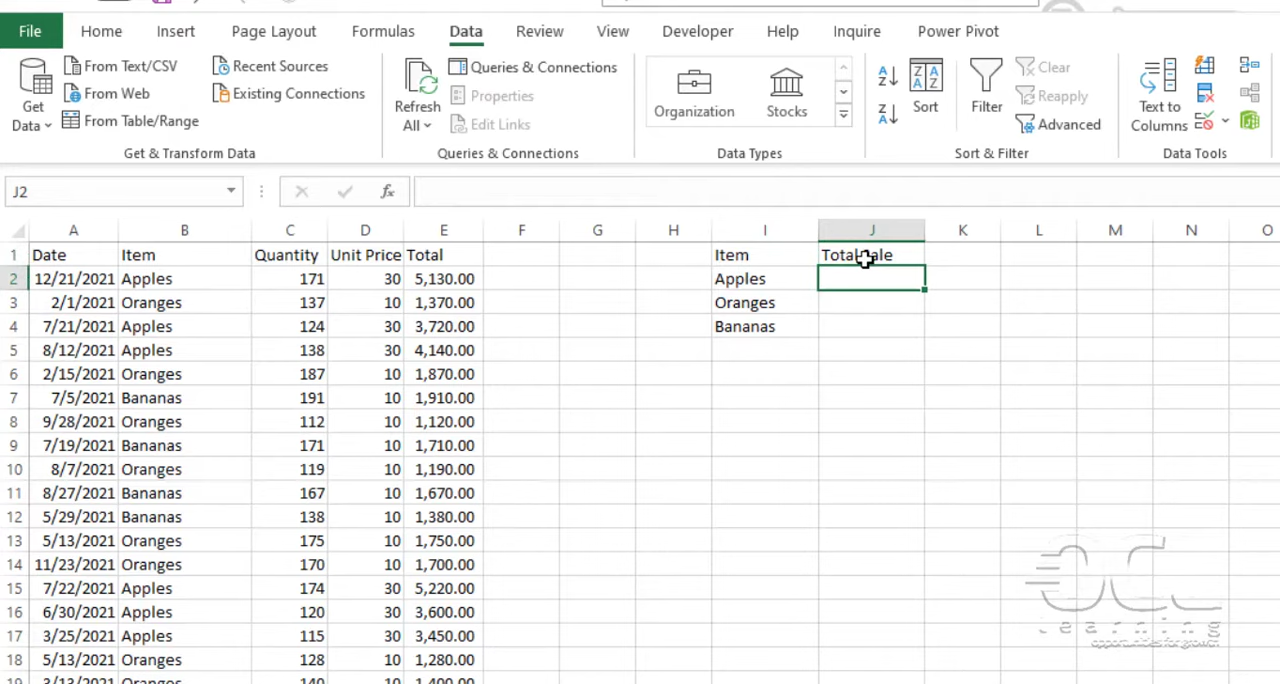 File Home Insert Page Layout Formulas Data Review View Developer Help Inquire Power Pivot
Get Data
From Text/CSV
From Web
From Table/Range
Recent Sources
Existing Connections
Get & Transform Data
Refresh All
Queries & Connections
Properties
Edit Links
Queries & Connections
Organization
Stocks
Data Types
Sort
Filter
Clear
Reapply
Advanced
Sort & Filter
Text to Columns
Data Tools
J2 fx
A B C D E F G H I J K L M N O
1 Date Item Quantity Unit Price Total Item Total
2 12/21/2021 Apples 171 30 5,130.00 Apples
3 2/1/2021 Oranges 137 10 1,370.00 Oranges
4 7/21/2021 Apples 124 30 3,720.00 Bananas
5 8/12/2021 Apples 138 30 4,140.00
6 2/15/2021 Oranges 187 10 1,870.00
7 7/5/2021 Bananas 191 10 1,910.00
8 9/28/2021 Oranges 112 10 1,120.00
9 7/19/2021 Bananas 171 10 1,710.00
10 8/7/2021 Oranges 119 10 1,190.00
11 8/27/2021 Bananas 167 10 1,670.00
12 5/29/2021 Bananas 138 10 1,380.00
13 5/13/2021 Oranges 175 10 1,750.00
14 11/23/2021 Oranges 170 10 1,700.00
15 7/22/2021 Apples 174 30 5,220.00
16 6/30/2021 Apples 120 30 3,600.00
17 3/25/2021 Apples 115 30 3,450.00
18 5/13/2021 Oranges 128 10 1,280.00
Learning
opportunities for growth